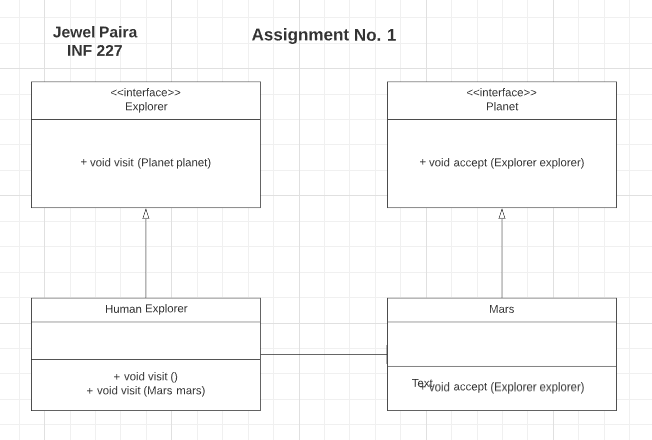 Jewel Paira
INF 227
Assignment No. 1
<<interface>>
Explorer
+ void visit (Planet planet)
<<interface>>
Planet
+ void accept (Explorer explorer)
Human Explorer
+ void visit ()
+ void visit (Mars mars)
Mars
Text
+ void accept (Explorer explorer)